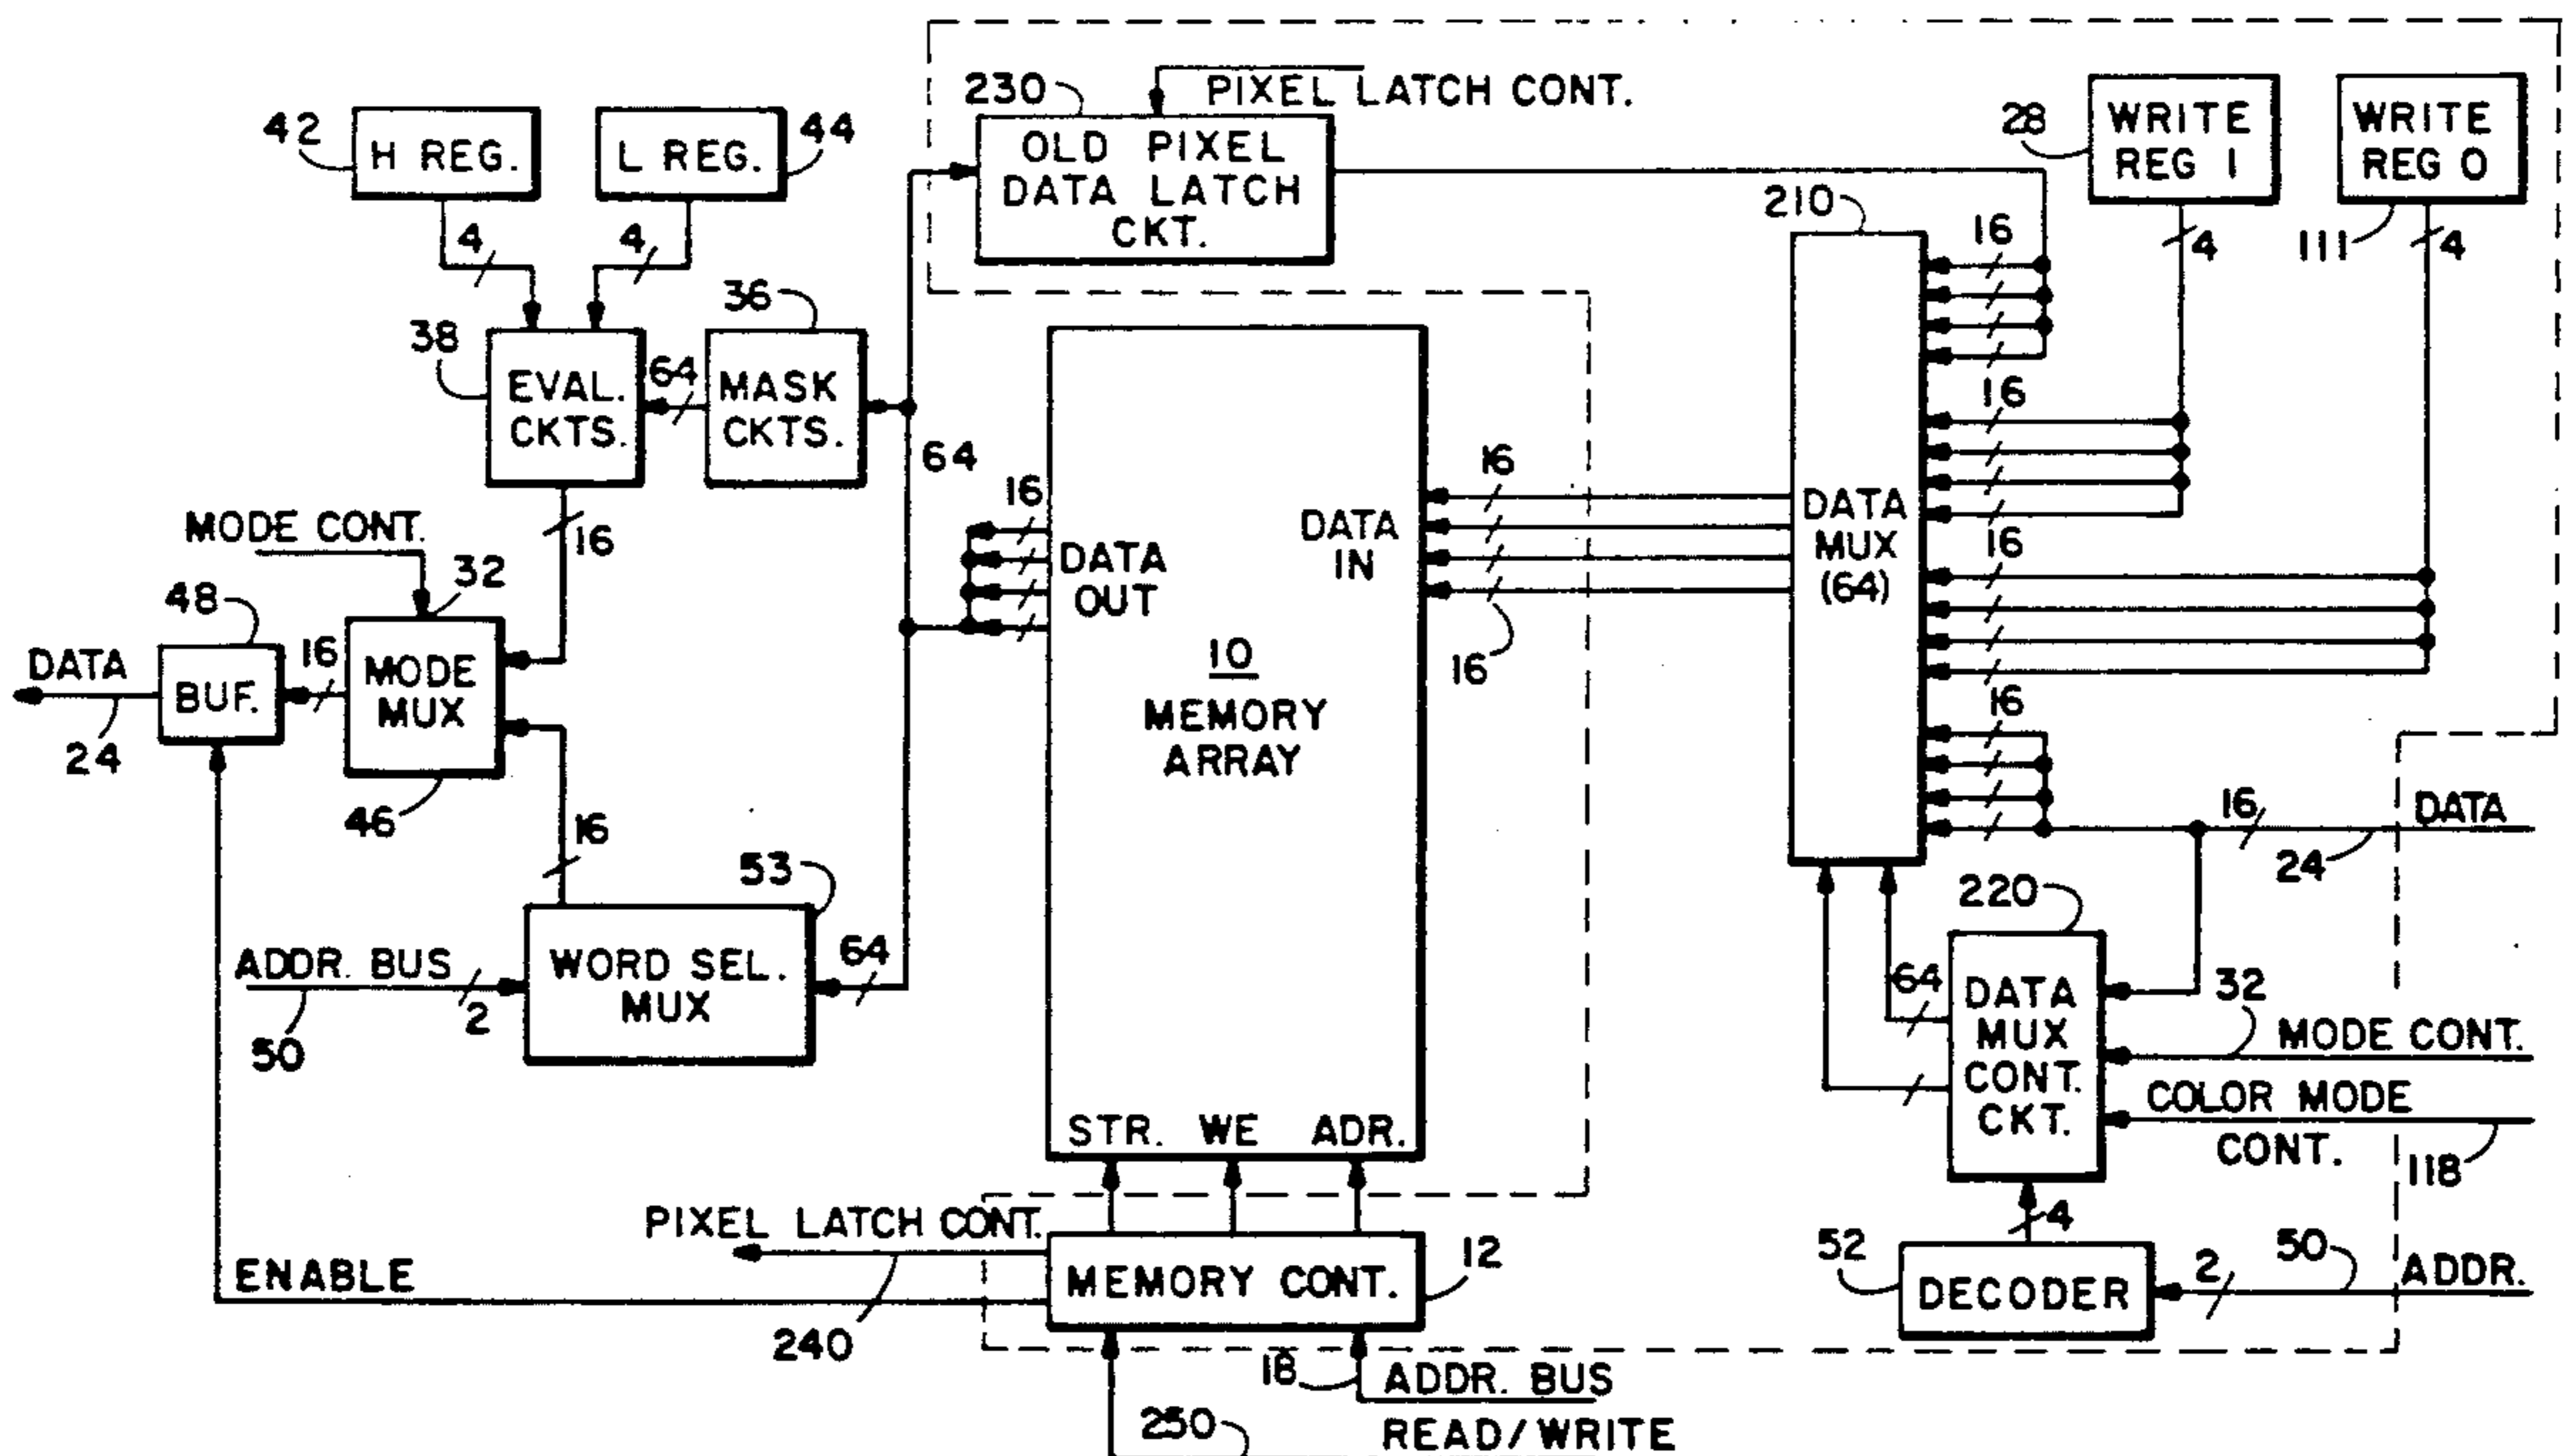 230
PIXEL LATCH CONT.
42
H REG.
L REG.
44
OLD PIXEL
DATA LATCH
CKT.
28
WRITE
REG 1
WRITE
REG 0
111
4
4
4
4
210
16
38
EVAL.
CKTS.
64
36
MASK
CKTS.
64
16
16
16
DATA
OUT
DATA
IN
16
16
DATA
MUX
(64)
16
16
MODE CONT.
32
48
DATA
24
BUF.
16
MODE
MUX
46
10
MEMORY
ARRAY
16
53
ADDR. BUS
50
2
WORD SEL.
MUX
64
16
DATA
24
220
64
DATA
MUX
CONT.
CKT.
32
MODE CONT.
COLOR MODE
CONT.
118
STR. WE ADR.
PIXEL LATCH CONT.
ENABLE
240
MEMORY CONT.
12
4
52
DECODER
2
50
ADDR.
18
ADDR. BUS
250
READ/WRITE